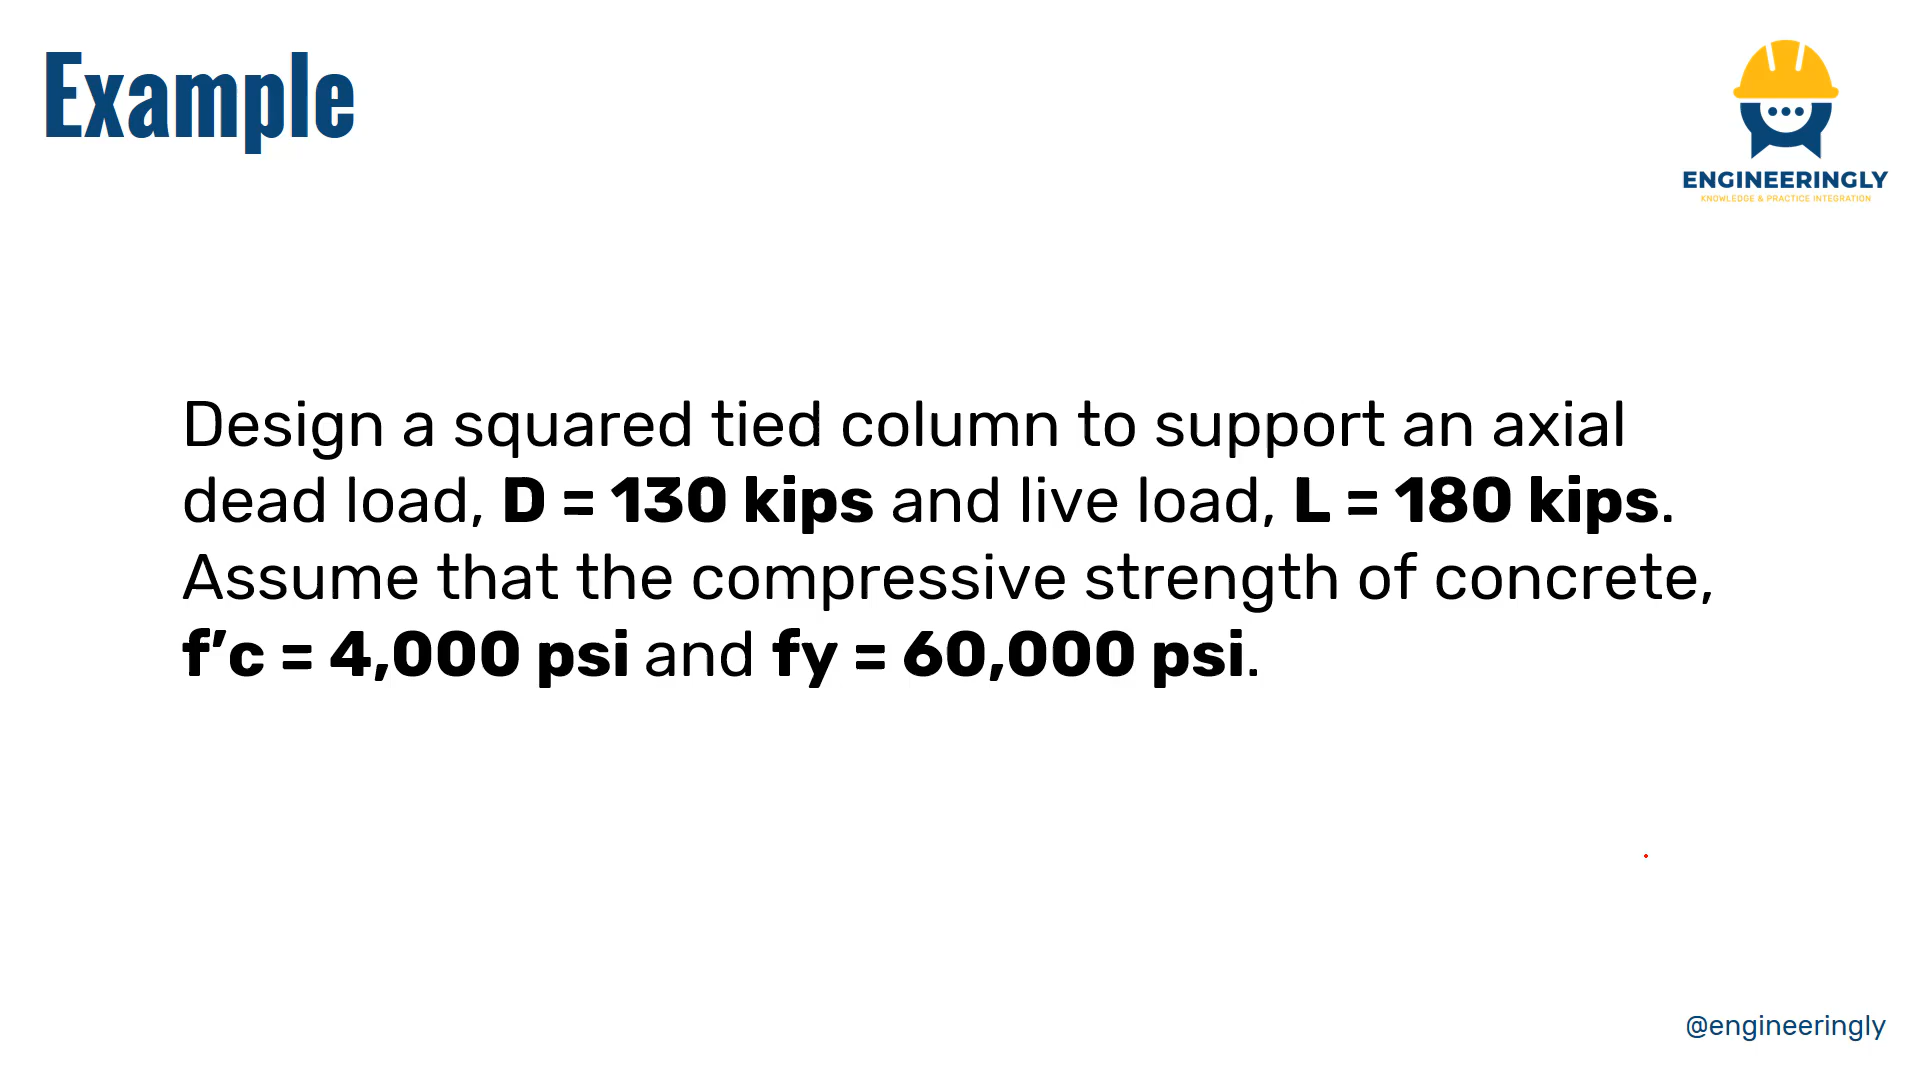 Example
ENGINEERINGLY
KNOWLEDGE & PRACTICE INTEGRATION
Design a squared tied column to support an axial
dead load, D = 130 kips and live load, L = 180 kips.
Assume that the compressive strength of concrete,
f’c = 4,000 psi and fy = 60,000 psi.
@engineeringly